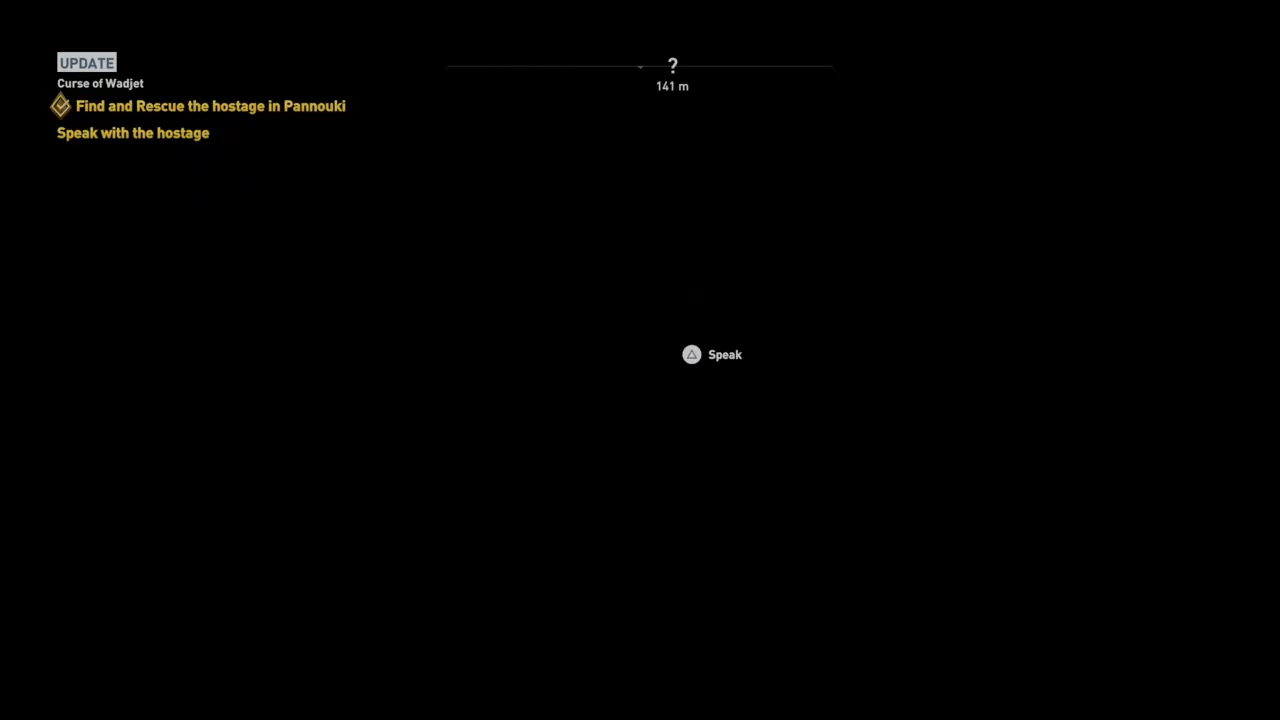 UPDATE
Curse of Wadjet
Find and Rescue the hostage in Pannouki
Speak with the hostage
?
141 m
Speak